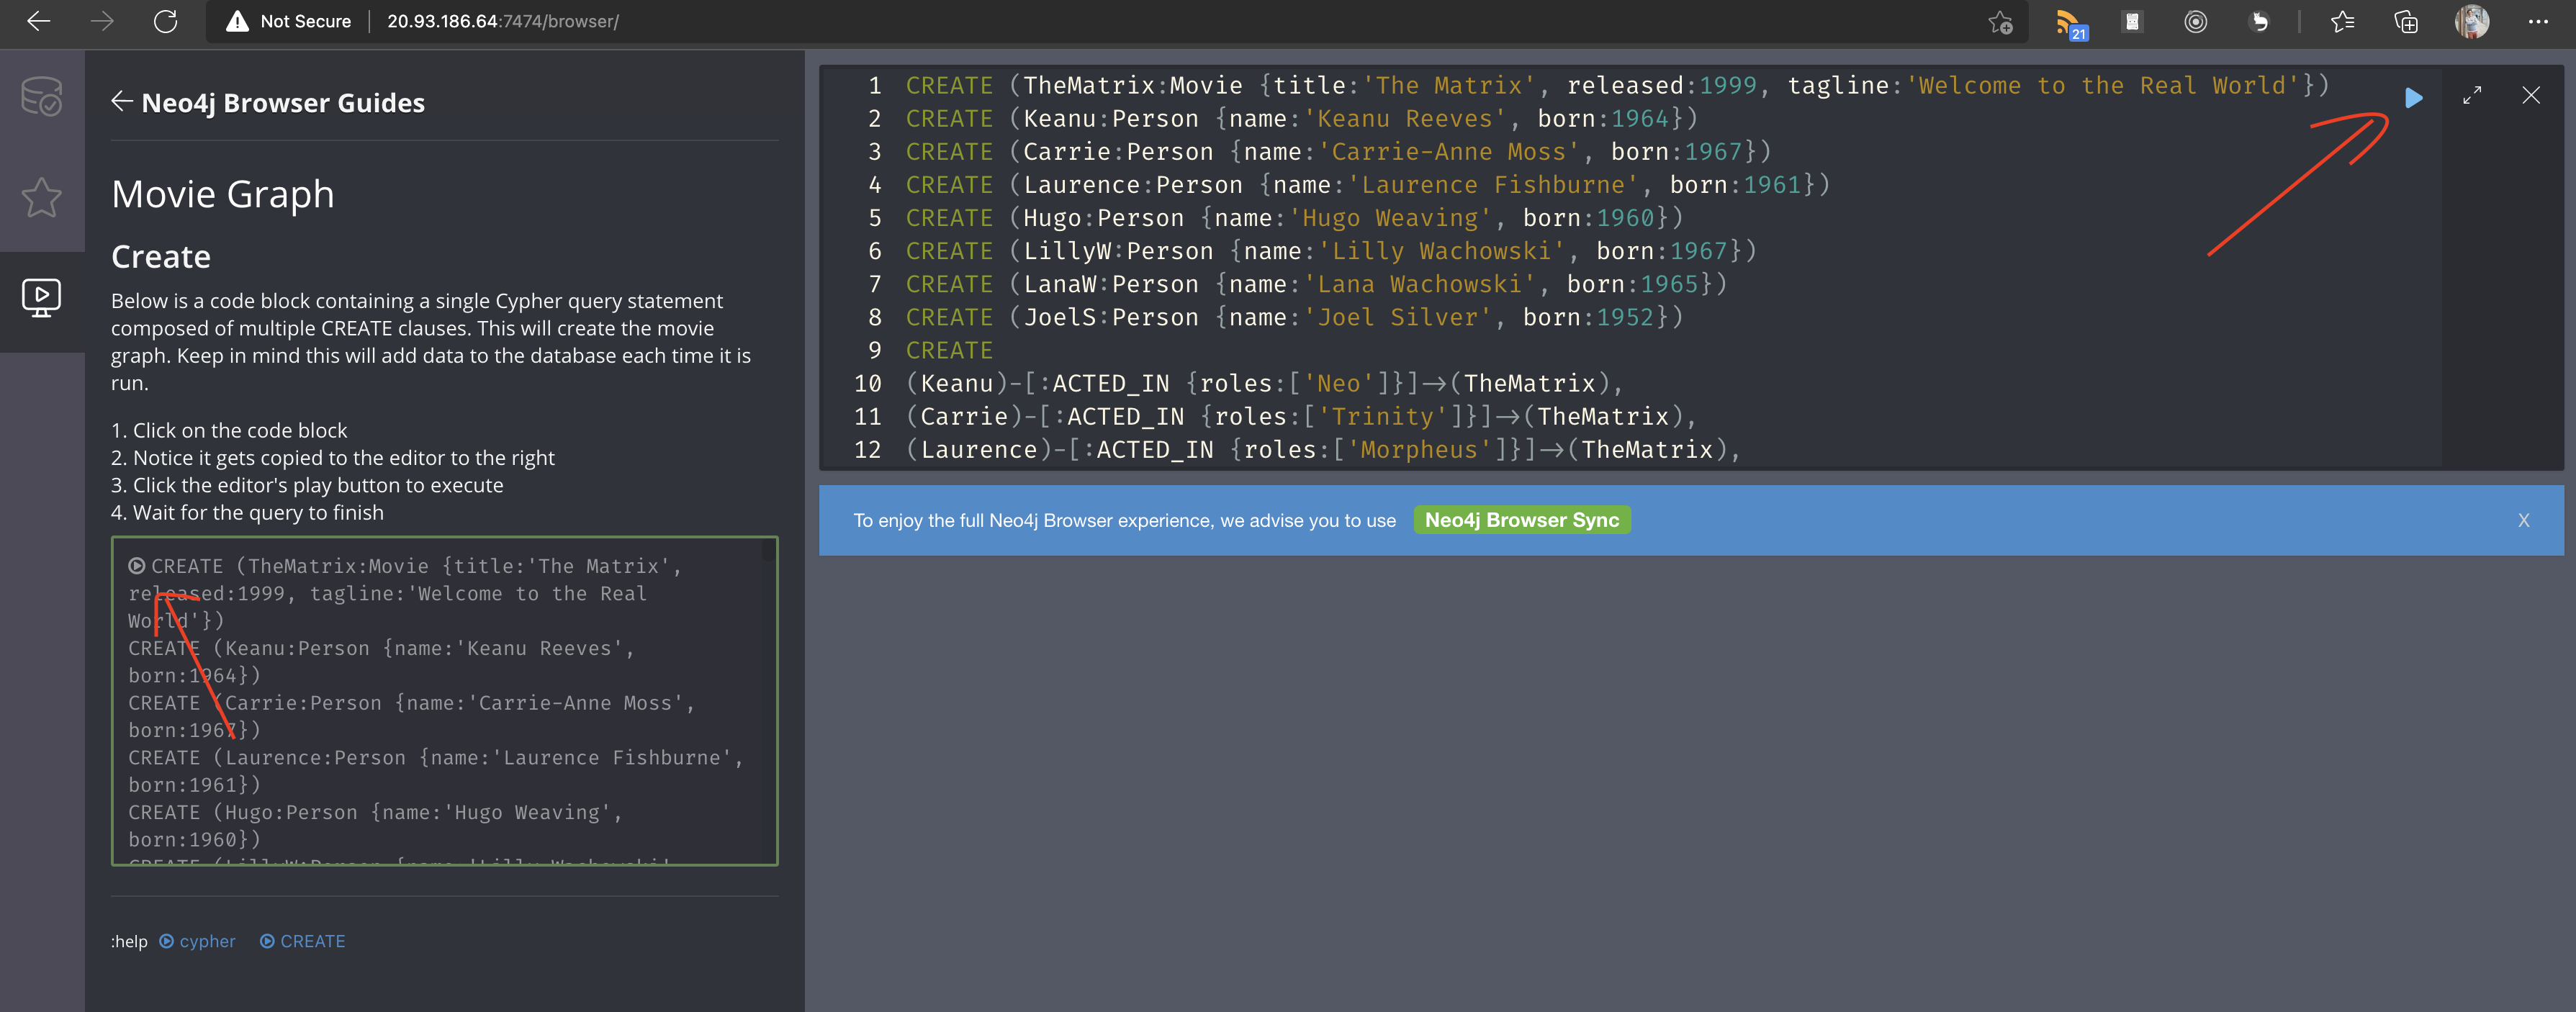 Not Secure
20.93.186.64:7474/browser/
21
Neo4j Browser Guides
Movie Graph
Create
Below is a code block containing a single Cypher query statement
composed of multiple CREATE clauses. This will create the movie
graph. Keep in mind this will add data to the database each time it is
run.
1. Click on the code block
2. Notice it gets copied to the editor to the right
3. Click the editor's play button to execute
4. Wait for the query to finish
CREATE (TheMatrix:Movie {title:'The Matrix',
released:1999, tagline:'Welcome to the Real
World'})
CREATE (Keanu:Person {name:'Keanu Reeves',
born:1964})
CREATE (Carrie:Person {name:'Carrie-Anne Moss',
born:1967})
CREATE (Laurence:Person {name:'Laurence Fishburne',
born:1961})
CREATE (Hugo:Person {name:'Hugo Weaving',
born:1960})
CREATE (LillyW:Person {name:'Lilly Wachowski',
:help cypher CREATE
1 CREATE (TheMatrix:Movie {title:'The Matrix', released:1999, tagline:'Welcome to the Real World'})
2 CREATE (Keanu:Person {name:'Keanu Reeves', born:1964})
3 CREATE (Carrie:Person {name:'Carrie-Anne Moss', born:1967})
4 CREATE (Laurence:Person {name:'Laurence Fishburne', born:1961})
5 CREATE (Hugo:Person {name:'Hugo Weaving', born:1960})
6 CREATE (LillyW:Person {name:'Lilly Wachowski', born:1967})
7 CREATE (LanaW:Person {name:'Lana Wachowski', born:1965})
8 CREATE (JoelS:Person {name:'Joel Silver', born:1952})
9 CREATE
10 (Keanu)-[:ACTED_IN {roles:['Neo']}]->(TheMatrix),
11 (Carrie)-[:ACTED_IN {roles:['Trinity']}]->(TheMatrix),
12 (Laurence)-[:ACTED_IN {roles:['Morpheus']}]->(TheMatrix),
To enjoy the full Neo4j Browser experience, we advise you to use Neo4j Browser Sync
X